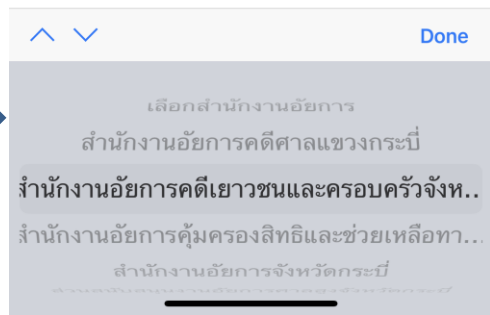 Done
เลือกสำนักงานอัยการ
สำนักงานอัยการคดีศาลแขวงกระบี่
สำนักงานอัยการคดีเยาวชนและครอบครัวจังห...
สำนักงานอัยการคุ้มครองสิทธิและช่วยเหลือทา...
สำนักงานอัยการจังหวัดกระบี่